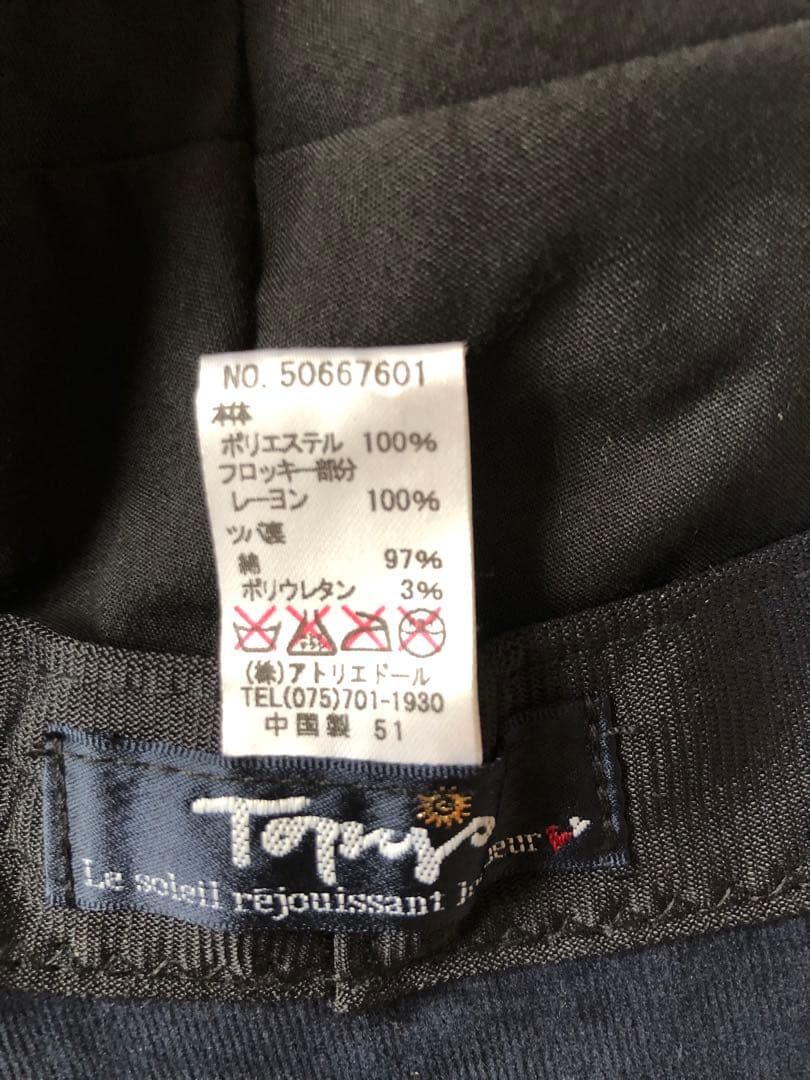 NO. 50667601
本体
ポリエステル 100%
フロッキー部分
レーヨン 100%
ツバ裏
綿 97%
ポリウレタン 3%
(株)アトリエドール
TEL(075)701-1930
中国製 51
Le soleil réjouissant